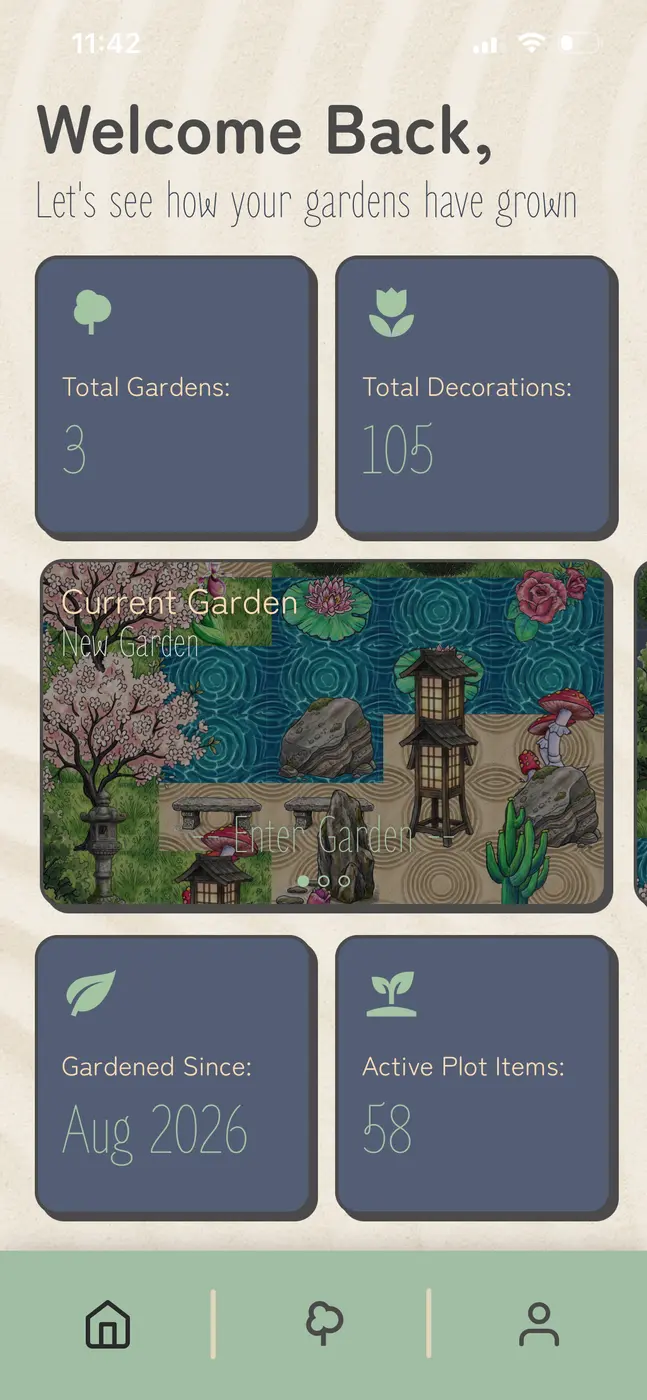 11:42
Welcome Back,
Let's see how your gardens have grown
Total Gardens:
3
Total Decorations:
105
Current Garden
New Garden
Enter Garden
Gardened Since:
Aug 2026
Active Plot Items:
58